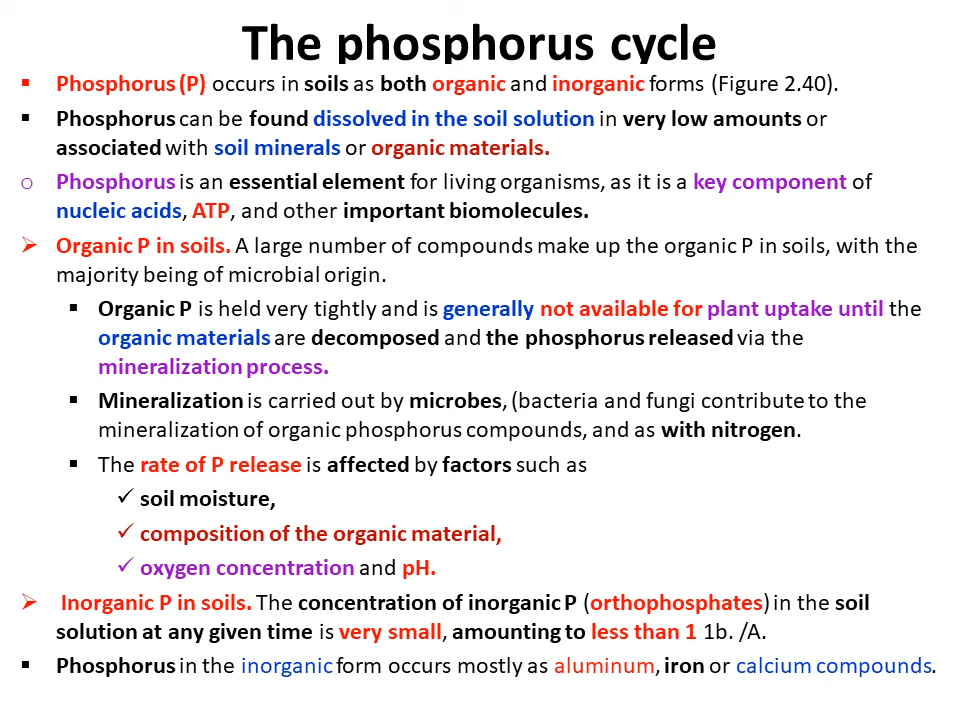 The phosphorus cycle
▪ Phosphorus (P) occurs in soils as both organic and inorganic forms (Figure 2.40).
▪ Phosphorus can be found dissolved in the soil solution in very low amounts or
associated with soil minerals or organic materials.
o Phosphorus is an essential element for living organisms, as it is a key component of
nucleic acids, ATP, and other important biomolecules.
➢ Organic P in soils. A large number of compounds make up the organic P in soils, with the
majority being of microbial origin.
▪ Organic P is held very tightly and is generally not available for plant uptake until the
organic materials are decomposed and the phosphorus released via the
mineralization process.
▪ Mineralization is carried out by microbes, (bacteria and fungi contribute to the
mineralization of organic phosphorus compounds, and as with nitrogen.
▪ The rate of P release is affected by factors such as
✓ soil moisture,
✓ composition of the organic material,
✓ oxygen concentration and pH.
➢ Inorganic P in soils. The concentration of inorganic P (orthophosphates) in the soil
solution at any given time is very small, amounting to less than 1 1b. /A.
▪ Phosphorus in the inorganic form occurs mostly as aluminum, iron or calcium compounds.